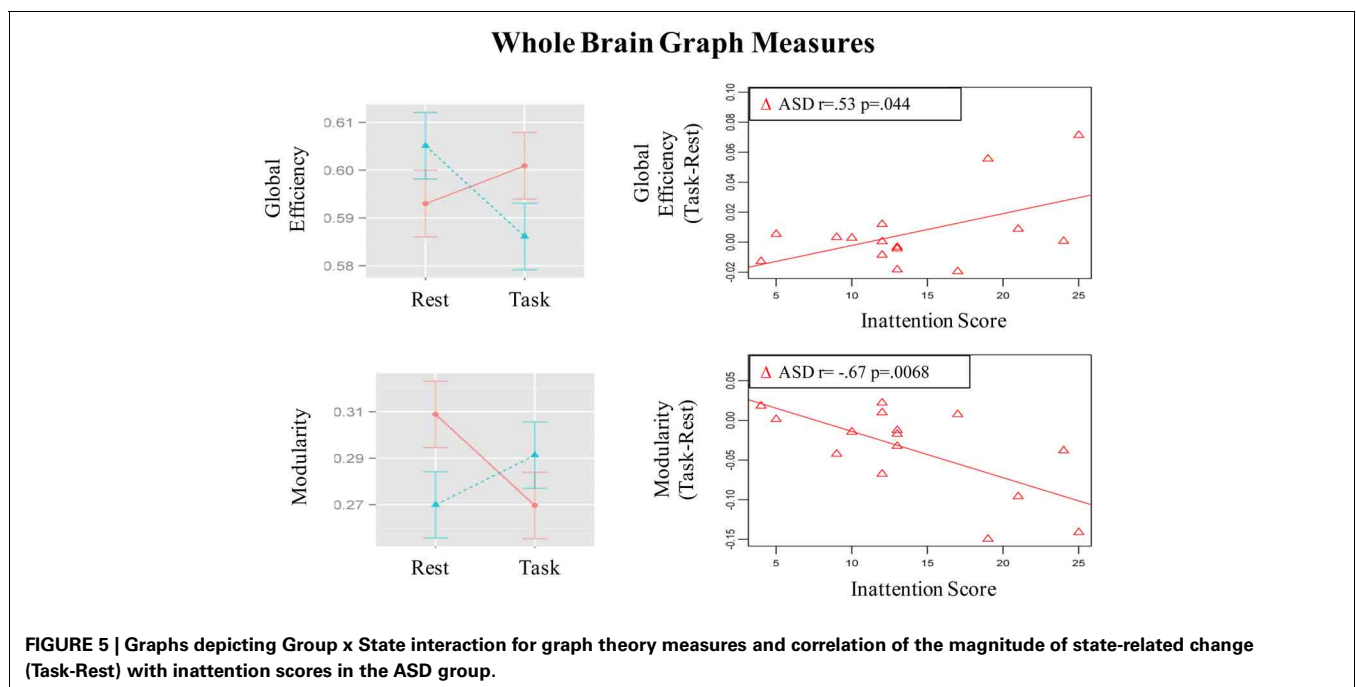 Whole Brain Graph Measures
Global
Efficiency
0.61
0.60
0.59
0.58
Rest Task
Global
Efficiency
(Task-Rest)
0.10
0.08
0.06
0.04
0.02
0.00
-0.02
Δ ASD r=.53 p=.044
5 10 15 20 25
Inattention Score
Modularity
0.31
0.29
0.27
Rest Task
Modularity
(Task-Rest)
0.05
0.00
-0.05
-0.10
-0.15
Δ ASD r= -.67 p=.0068
5 10 15 20 25
Inattention Score
FIGURE 5 | Graphs depicting Group x State interaction for graph theory measures and correlation of the magnitude of state-related change
(Task-Rest) with inattention scores in the ASD group.